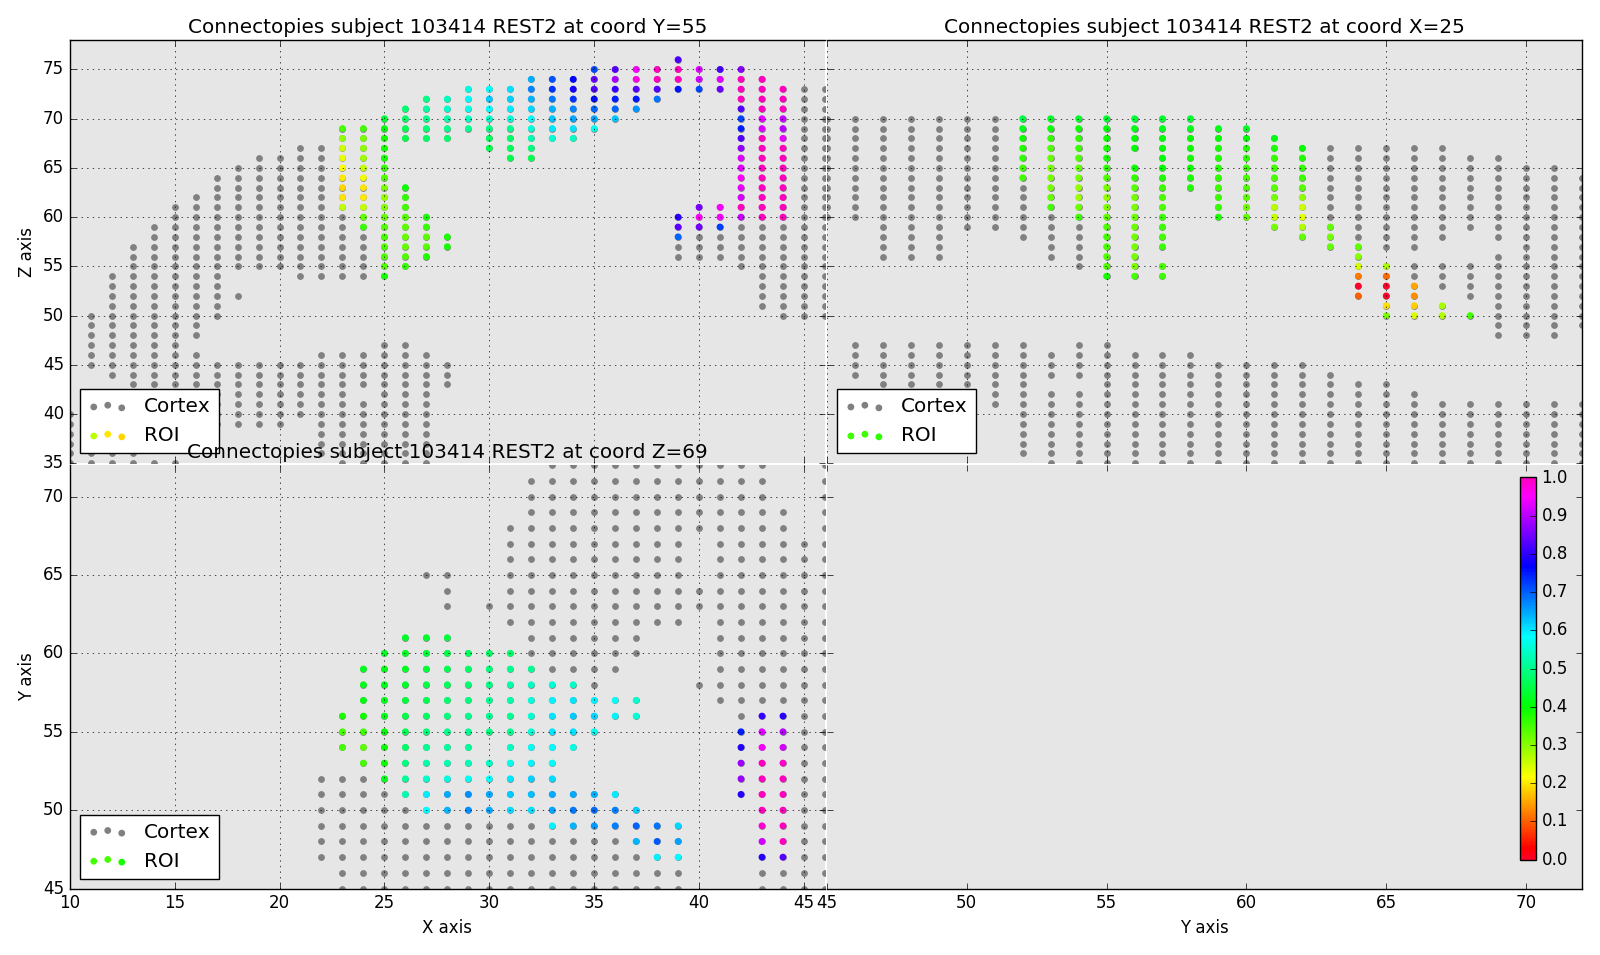 Connectopies subject 103414 REST2 at coord Y=55
Connectopies subject 103414 REST2 at coord X=25
75
70
65
60
55
50
45
40
35
Z axis
Cortex
ROI
Cortex
ROI
Connectopies subject 103414 REST2 at coord Z=69
70
65
60
55
50
45
Y axis
Cortex
ROI
1.0
0.9
0.8
0.7
0.6
0.5
0.4
0.3
0.2
0.1
0.0
10 15 20 25 30 35 40 45
45 50 55 60 65 70
X axis
Y axis